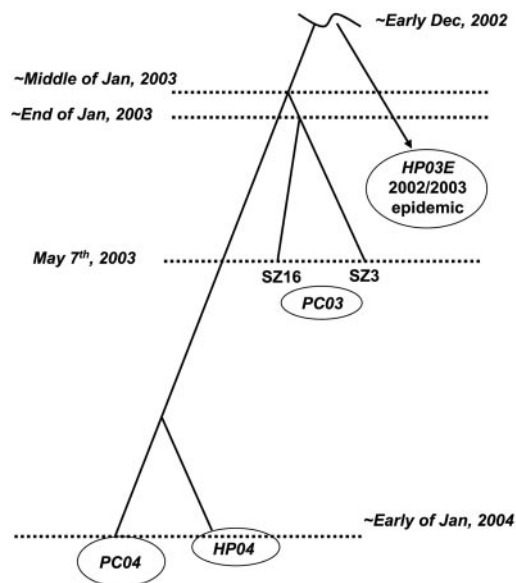 ~Early Dec, 2002
~Middle of Jan, 2003
~End of Jan, 2003
HP03E
2002/2003
epidemic
May 7th, 2003
SZ16 SZ3
PC03
~Early of Jan, 2004
PC04 HP04